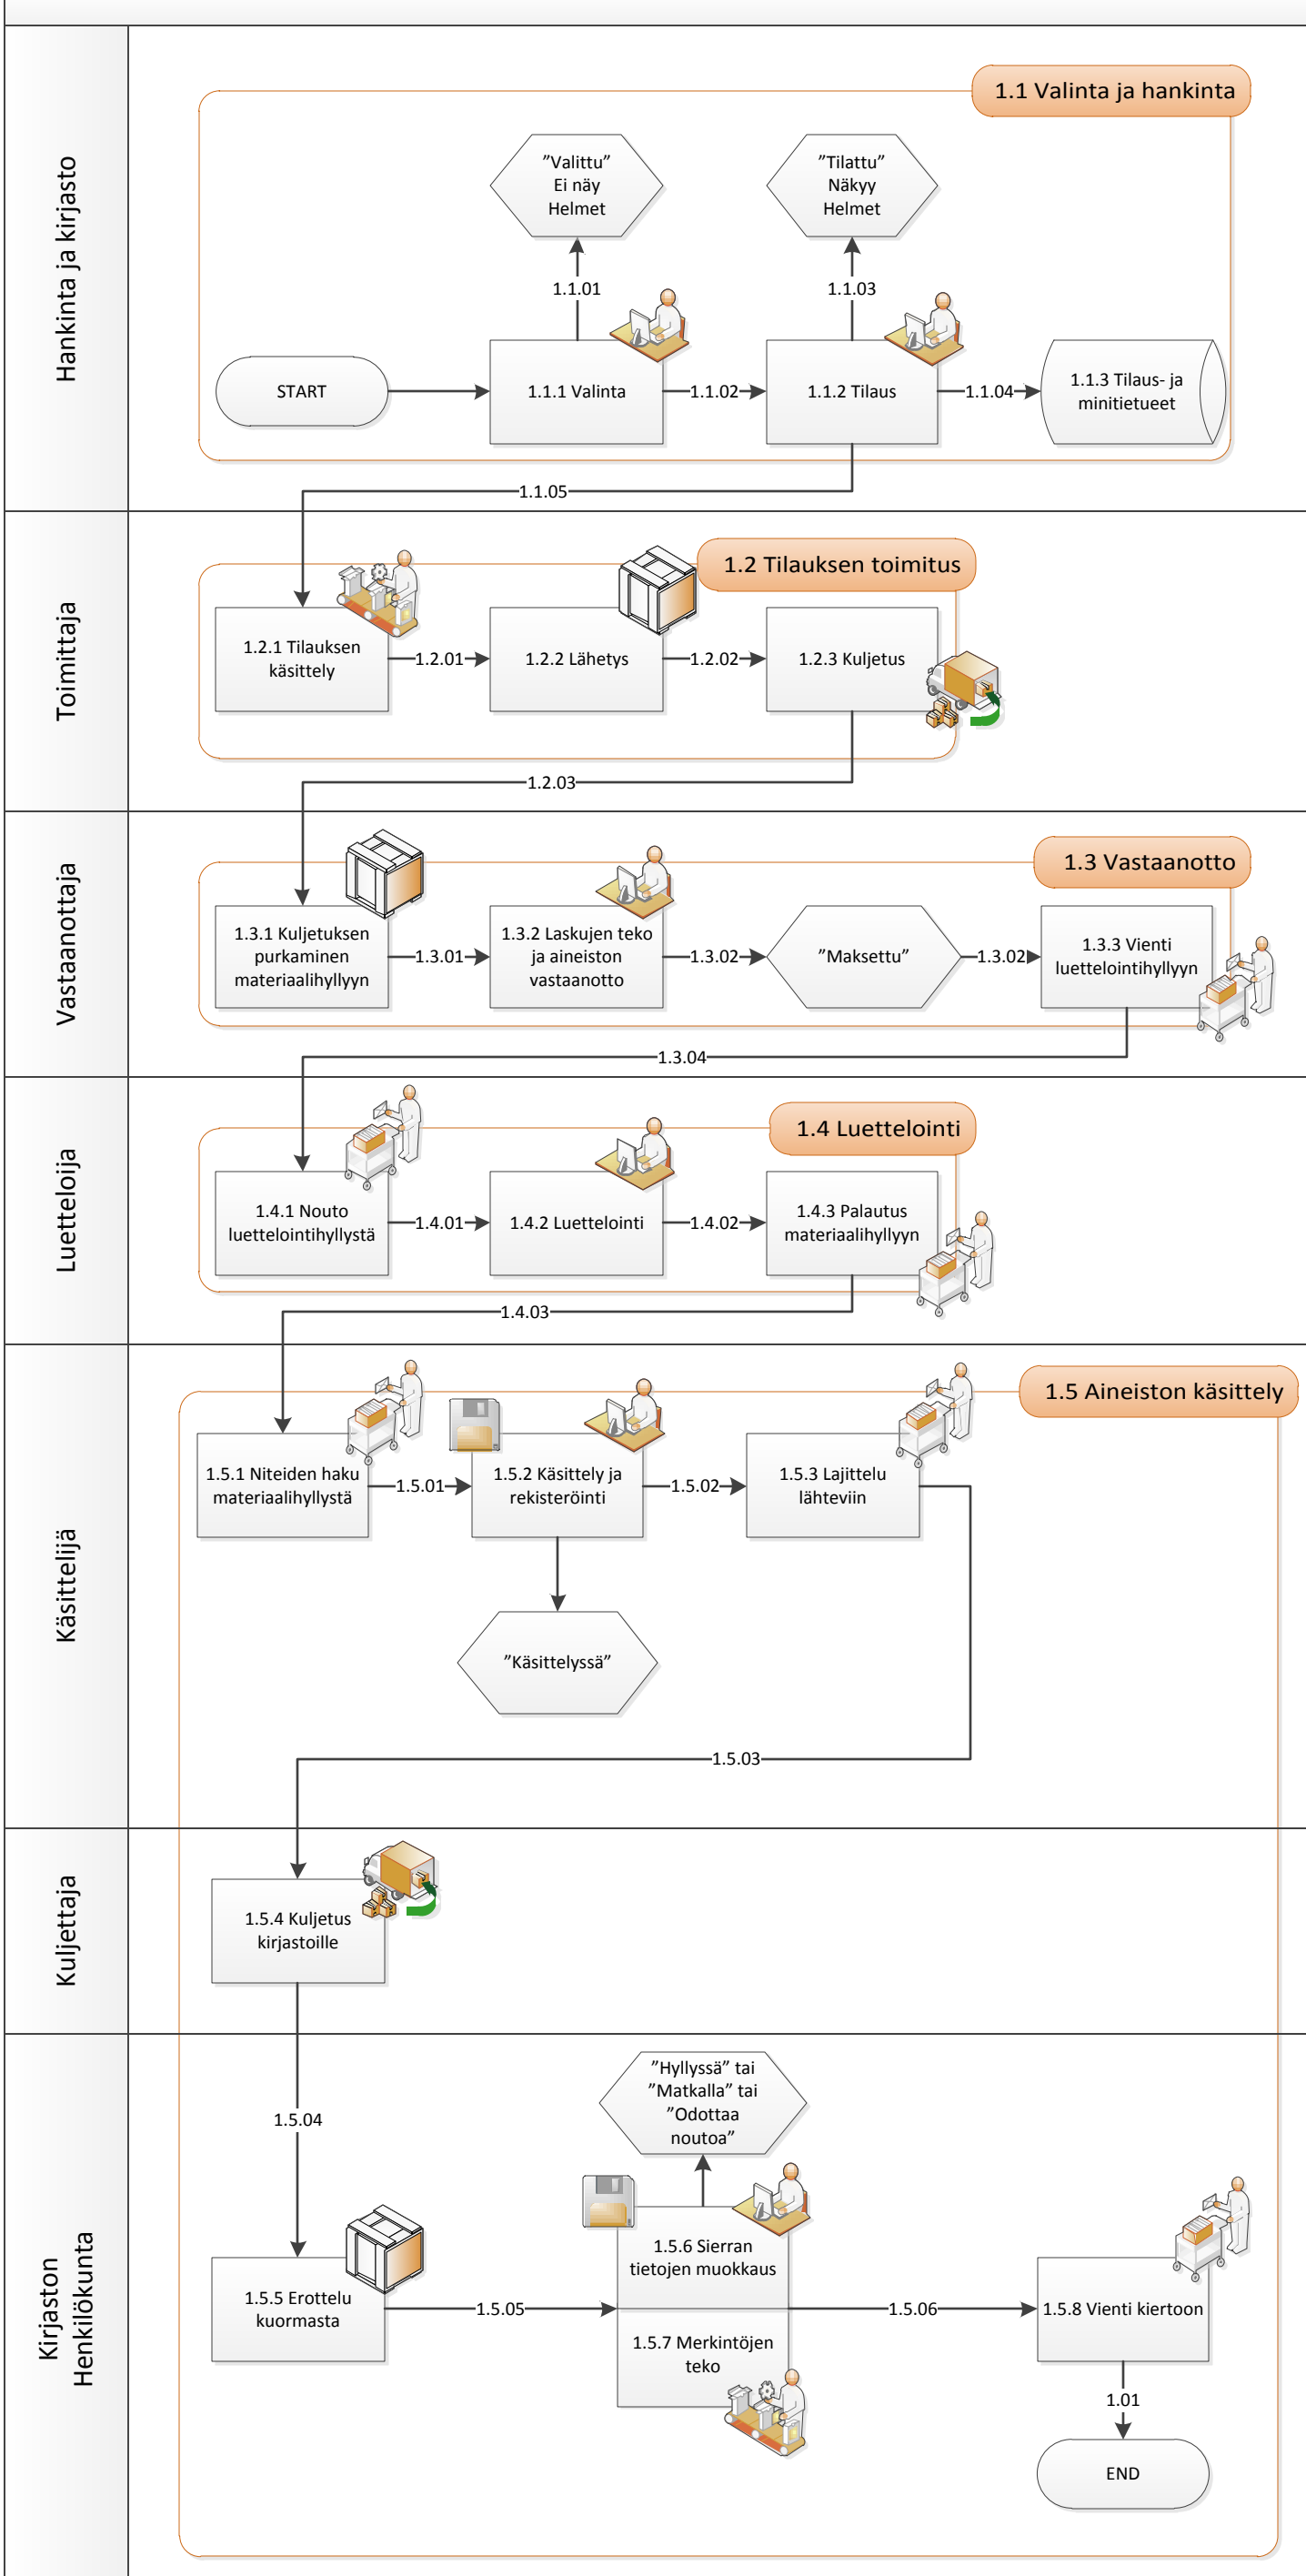 Hankinta ja kirjasto
1.1 Valinta ja hankinta
”Valittu”
Ei näy
Helmet
”Tilattu”
Näkyy
Helmet
1.1.01
1.1.03
START
1.1.1 Valinta
1.1.02
1.1.2 Tilaus
1.1.04
1.1.3 Tilaus- ja
minitietueet
1.1.05
Toimittaja
1.2 Tilauksen toimitus
1.2.1 Tilauksen
käsittely
1.2.01
1.2.2 Lähetys
1.2.02
1.2.3 Kuljetus
1.2.03
Vastaanottaja
1.3 Vastaanotto
1.3.1 Kuljetuksen
purkaminen
materiaalihyllyyn
1.3.01
1.3.2 Laskujen teko
ja aineiston
vastaanotto
1.3.02
”Maksettu”
1.3.02
1.3.3 Vienti
luettelointihyllyyn
1.3.04
Luetteloija
1.4 Luettelointi
1.4.1 Nouto
luettelointihyllystä
1.4.01
1.4.2 Luettelointi
1.4.02
1.4.3 Palautus
materiaalihyllyyn
1.4.03
Käsittelijä
1.5 Aineiston käsittely
1.5.1 Niteiden haku
materiaalihyllystä
1.5.01
1.5.2 Käsittely ja
rekisteröinti
1.5.02
1.5.3 Lajittelu
lähteviin
”Käsittelyssä”
1.5.03
Kuljettaja
1.5.4 Kuljetus
kirjastoille
Kirjaston
Henkilökunta
1.5.04
”Hyllyssä” tai
”Matkalla” tai
”Odottaa
noutoa”
1.5.5 Erottelu
kuormasta
1.5.05
1.5.6 Sierran
tietojen muokkaus
1.5.7 Merkintöjen
teko
1.5.06
1.5.8 Vienti kiertoon
1.01
END